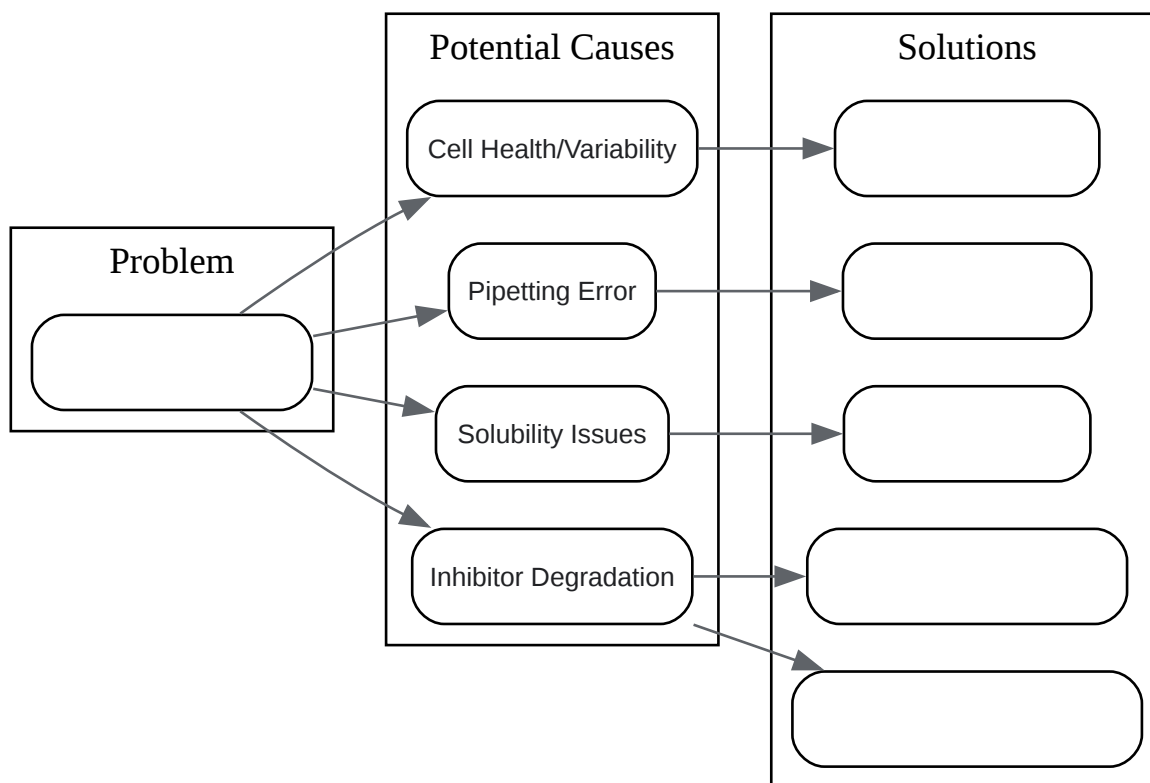 Potential Causes
Solutions
Cell Health/Variability
Problem
Pipetting Error
Solubility Issues
Inhibitor Degradation